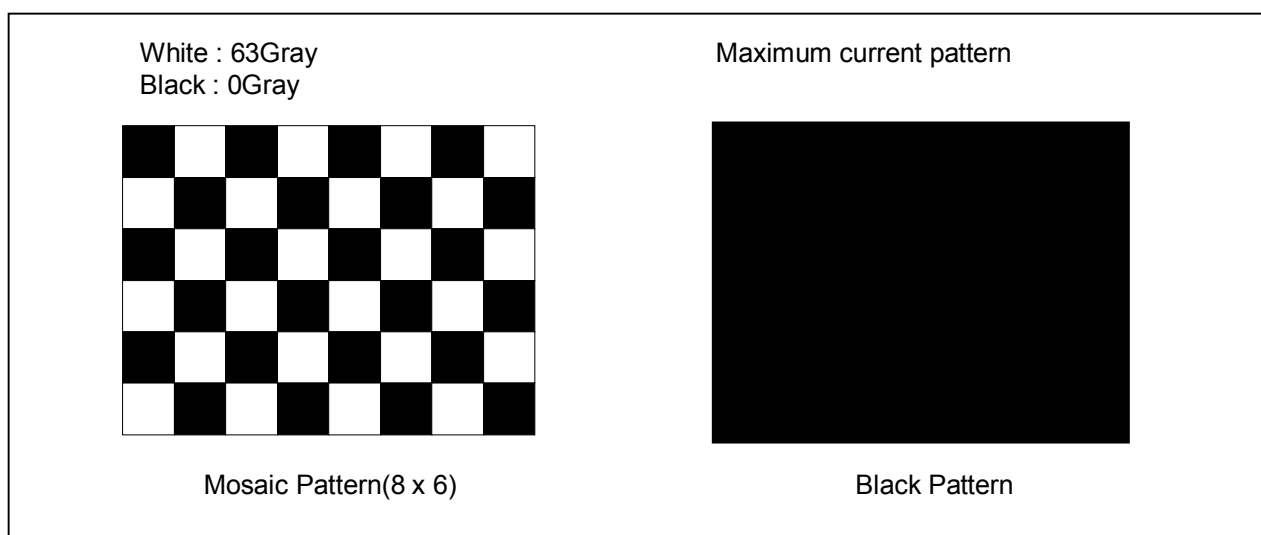 White : 63Gray
Black : 0Gray
Maximum current pattern
Mosaic Pattern(8 x 6)
Black Pattern